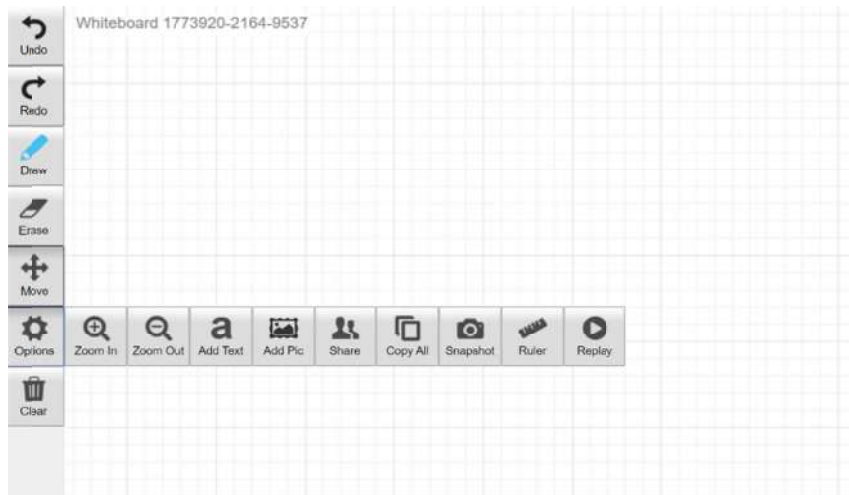 Whiteboard 1773920-2164-9537
Undo
Redo
Draw
Erase
Move
Options
Zoom In
Zoom Out
Add Text
Add Pic
Share
Copy All
Snapshot
Ruler
Replay
Clear